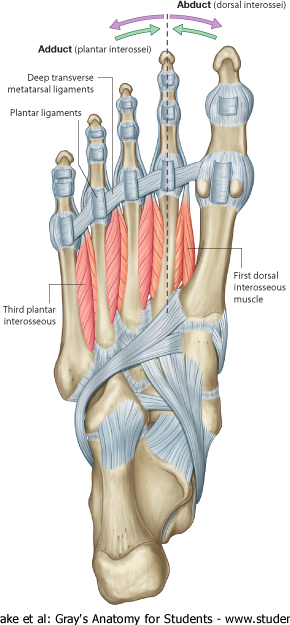 Abduct (dorsal interossei)
Adduct (plantar interossei)
Deep transverse
metatarsal ligaments
Plantar ligaments
First dorsal
interosseous
muscle
Third plantar
interosseous
ake et al: Gray's Anatomy for Students - www.studen